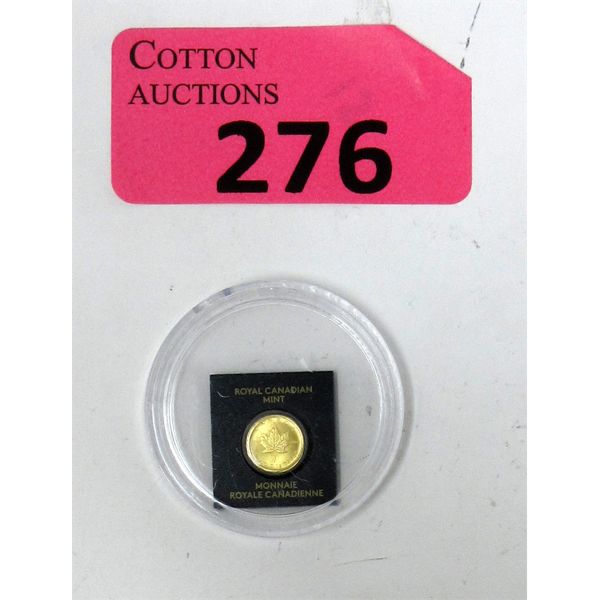 COTTON
AUCTIONS
276
ROYAL CANADIAN
MINT
MONNAIE
ROYALE CANADIENNE